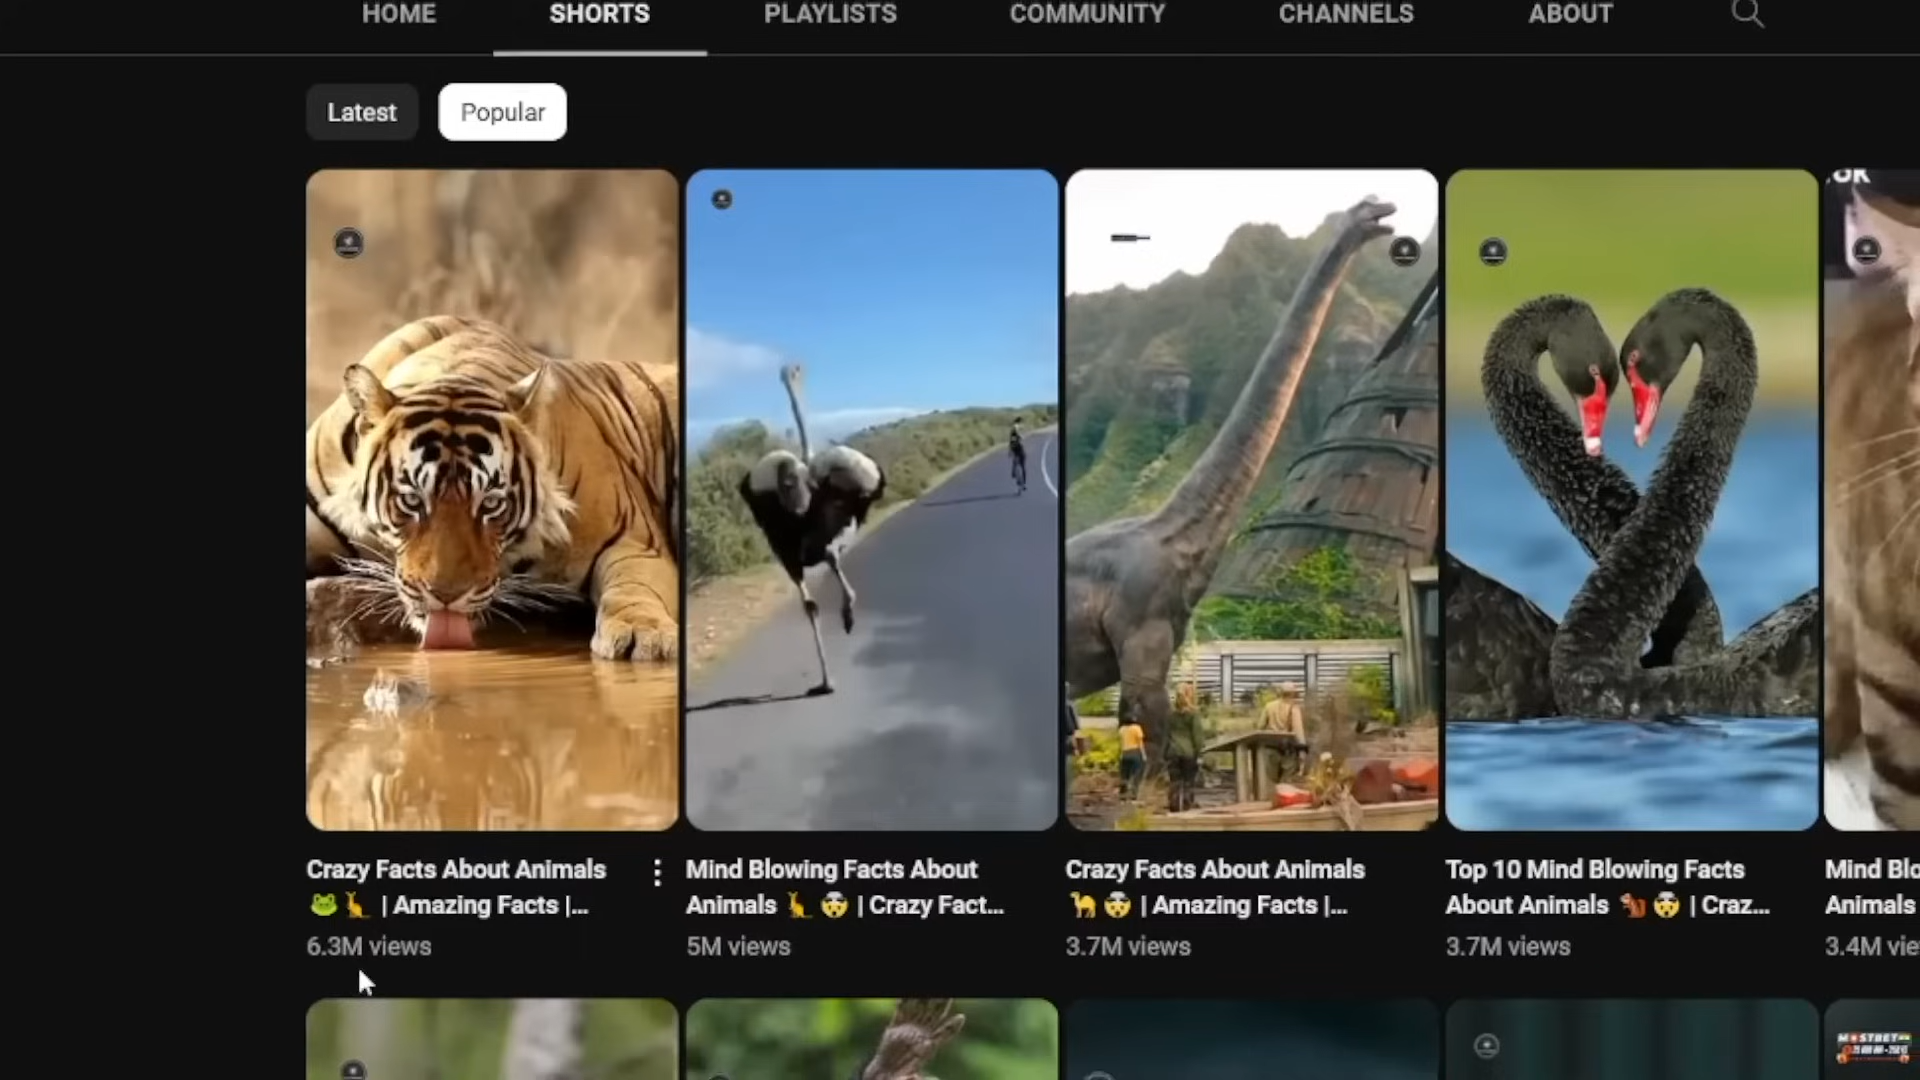 HOME SHORTS PLAYLISTS COMMUNITY CHANNELS ABOUT
Latest Popular
OK
Crazy Facts About Animals
🐸🦘 | Amazing Facts |...
6.3M views
Mind Blowing Facts About
Animals 🦘🤯 | Crazy Fact...
5M views
Crazy Facts About Animals
🐪🤯 | Amazing Facts |...
3.7M views
Top 10 Mind Blowing Facts
About Animals 🐿️🤯 | Craz...
3.7M views
Mind Blo
Animals
3.4M vie
MOSTBET